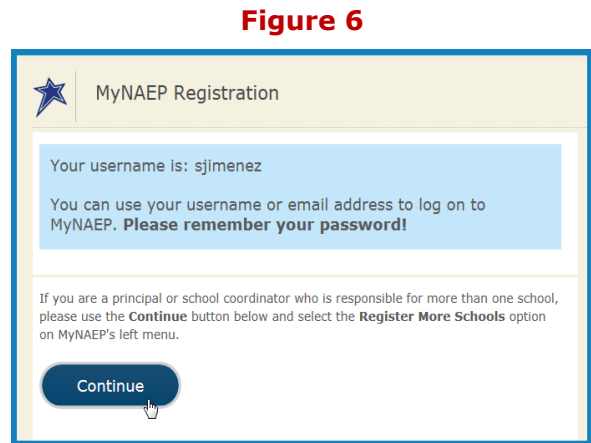 Figure 6
MyNAEP Registration
Your username is: sjimenez
You can use your username or email address to log on to
MyNAEP. Please remember your password!
If you are a principal or school coordinator who is responsible for more than one school,
please use the Continue button below and select the Register More Schools option
on MyNAEP's left menu.
Continue